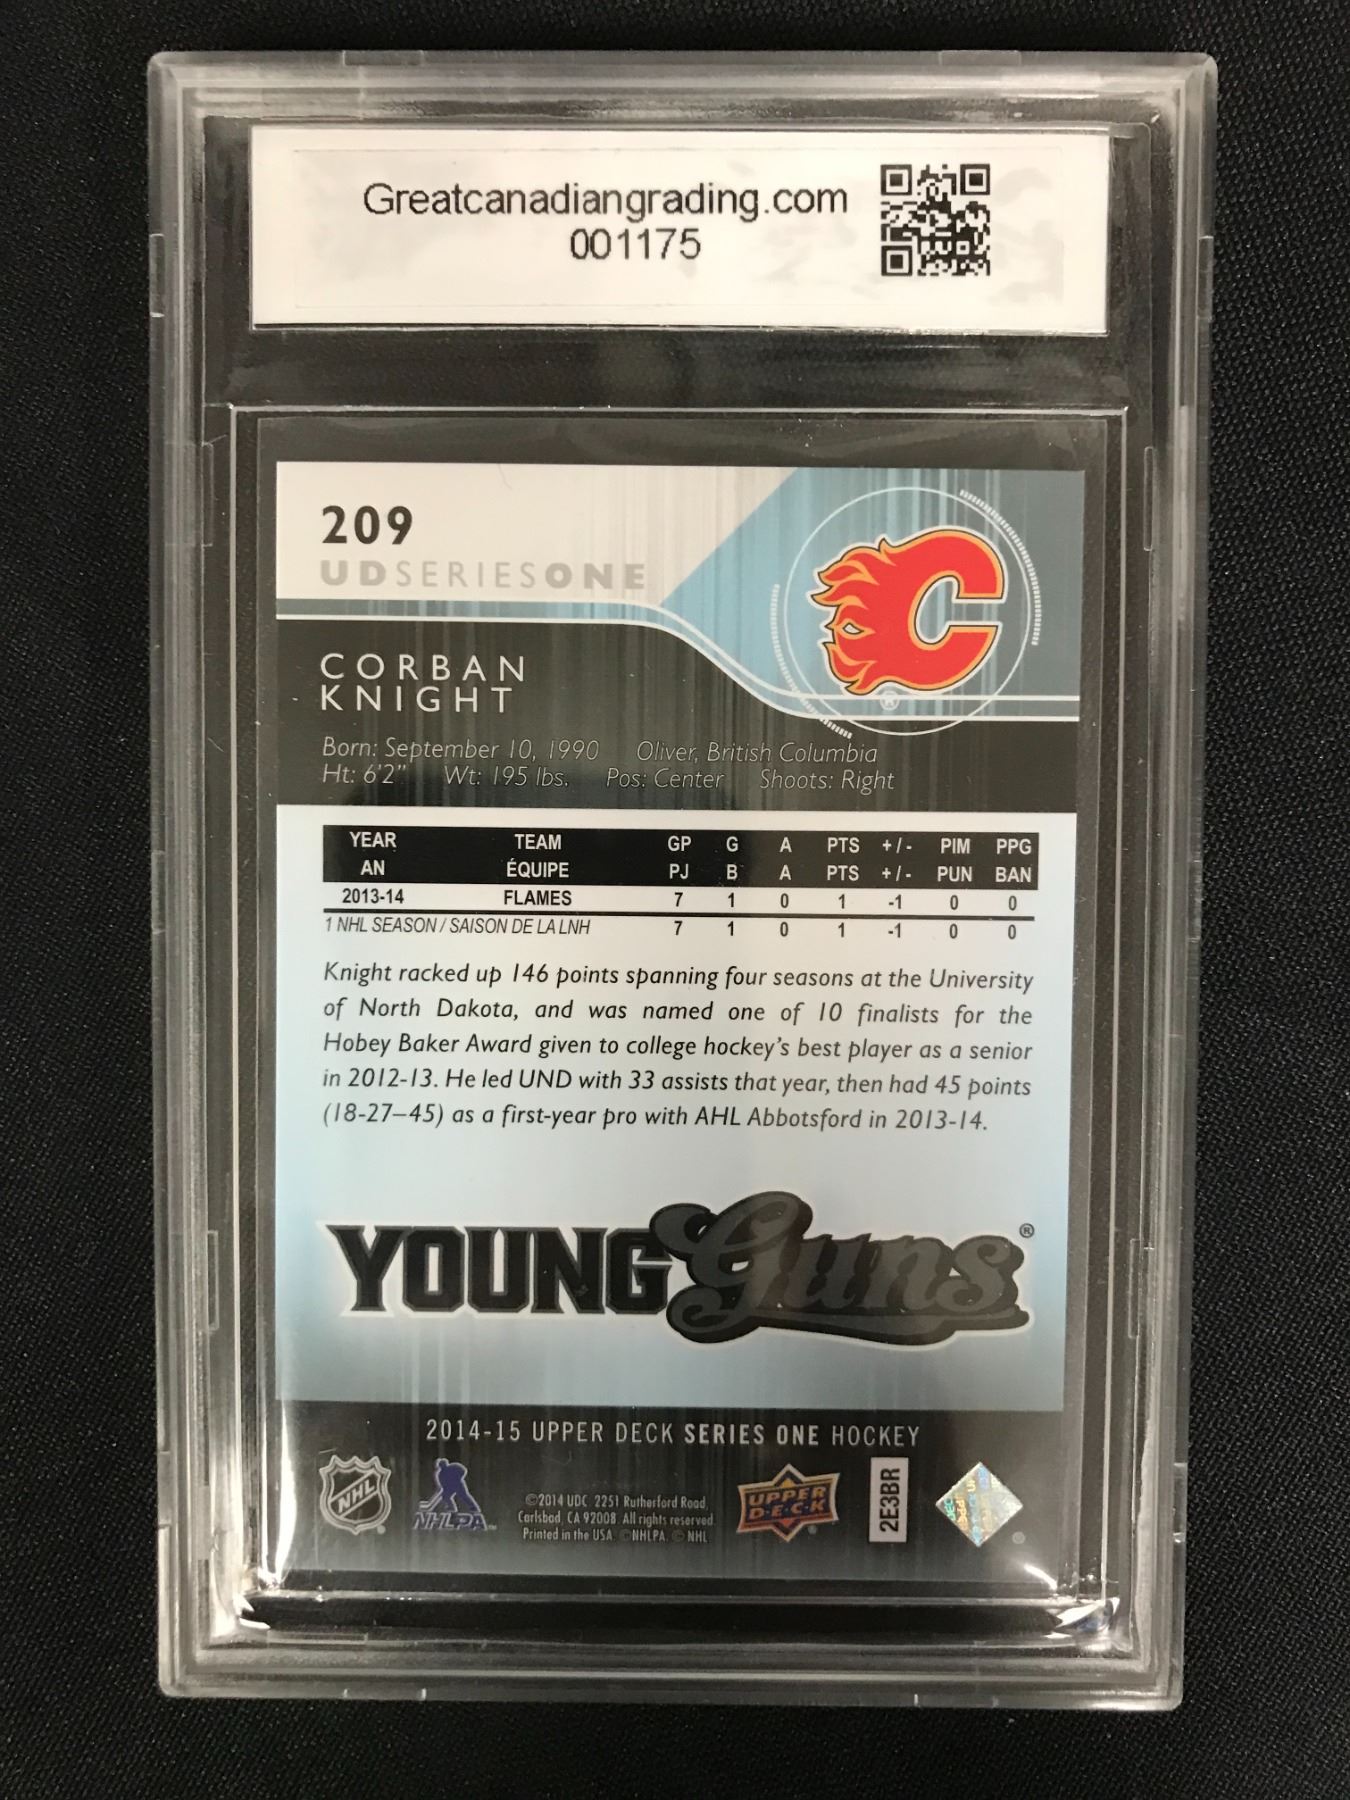 Greatcanadiangrading.com
001175
209
UD SERIES ONE
CORBAN
KNIGHT
Born: September 10, 1990 Oliver, British Columbia
Ht: 6'2" Wt: 195 lbs. Pos: Center Shoots: Right
YEAR TEAM GP G A PTS +/- PIM PPG
AN ÉQUIPE PJ B A PTS +/- PUN BAN
2013-14 FLAMES 7 1 0 1 -1 0 0
1 NHL SEASON / SAISON DE LA LNH 7 1 0 1 -1 0 0
Knight racked up 146 points spanning four seasons at the University
of North Dakota, and was named one of 10 finalists for the
Hobey Baker Award given to college hockey's best player as a senior
in 2012-13. He led UND with 33 assists that year, then had 45 points
(18-27–45) as a first-year pro with AHL Abbotsford in 2013-14.
YOUNG Guns®
2014-15 UPPER DECK SERIES ONE HOCKEY
NHL
NHLPA
©2014 UDC. 2251 Rutherford Road,
Carlsbad, CA 92008. All rights reserved.
Printed in the USA. ©NHLPA. © NHL
UPPER
DECK
2E3BR